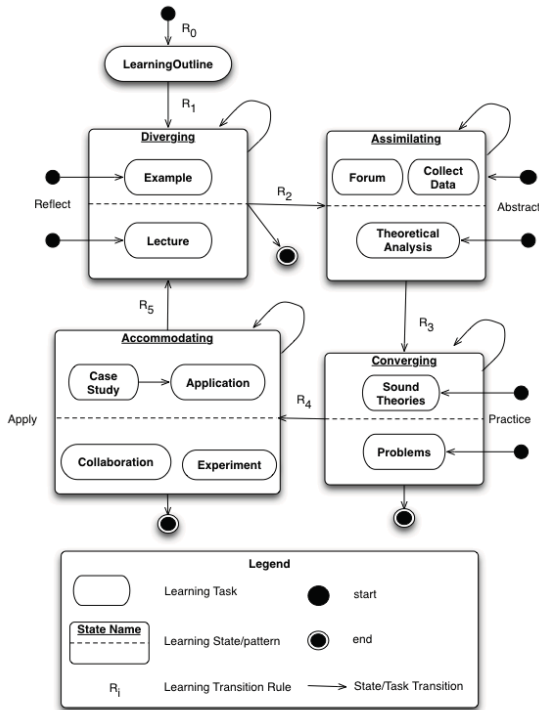 R0
LearningOutline
R1
Diverging
Example
Reflect
Lecture
R2
Assimilating
Forum
Collect
Data
Abstract
Theoretical
Analysis
R5
R3
Accommodating
Case
Study
Application
Apply
Collaboration
Experiment
R4
Converging
Sound
Theories
Practice
Problems
Legend
Learning Task
start
State Name
Learning State/pattern
end
Ri
Learning Transition Rule
State/Task Transition